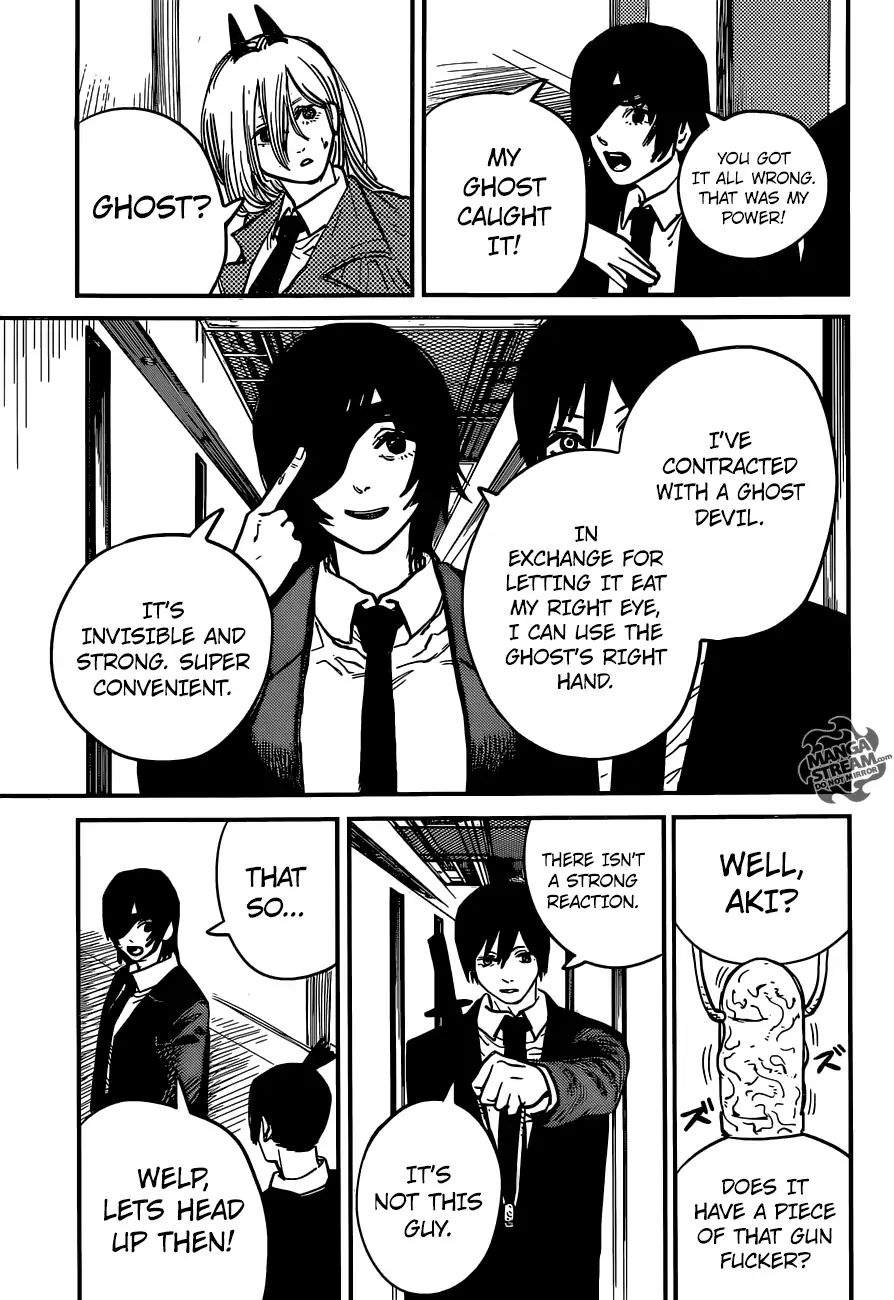 YOU GOT
IT ALL WRONG.
THAT WAS MY
POWER!
MY
GHOST
CAUGHT
IT!
GHOST?
I'VE
CONTRACTED
WITH A GHOST
DEVIL.
IN
EXCHANGE FOR
LETTING IT EAT
MY RIGHT EYE,
I CAN USE THE
GHOST'S RIGHT
HAND.
IT'S
INVISIBLE AND
STRONG. SUPER
CONVENIENT.
MANGA
STREAM.com
DO NOT MIRROR
WELL,
AKI?
ズ
ズ
DOES IT
HAVE A PIECE
OF THAT GUN
FUCKER?
THERE ISN'T
A STRONG
REACTION.
IT'S
NOT THIS
GUY.
THAT
SO...
WELP,
LETS HEAD
UP THEN!